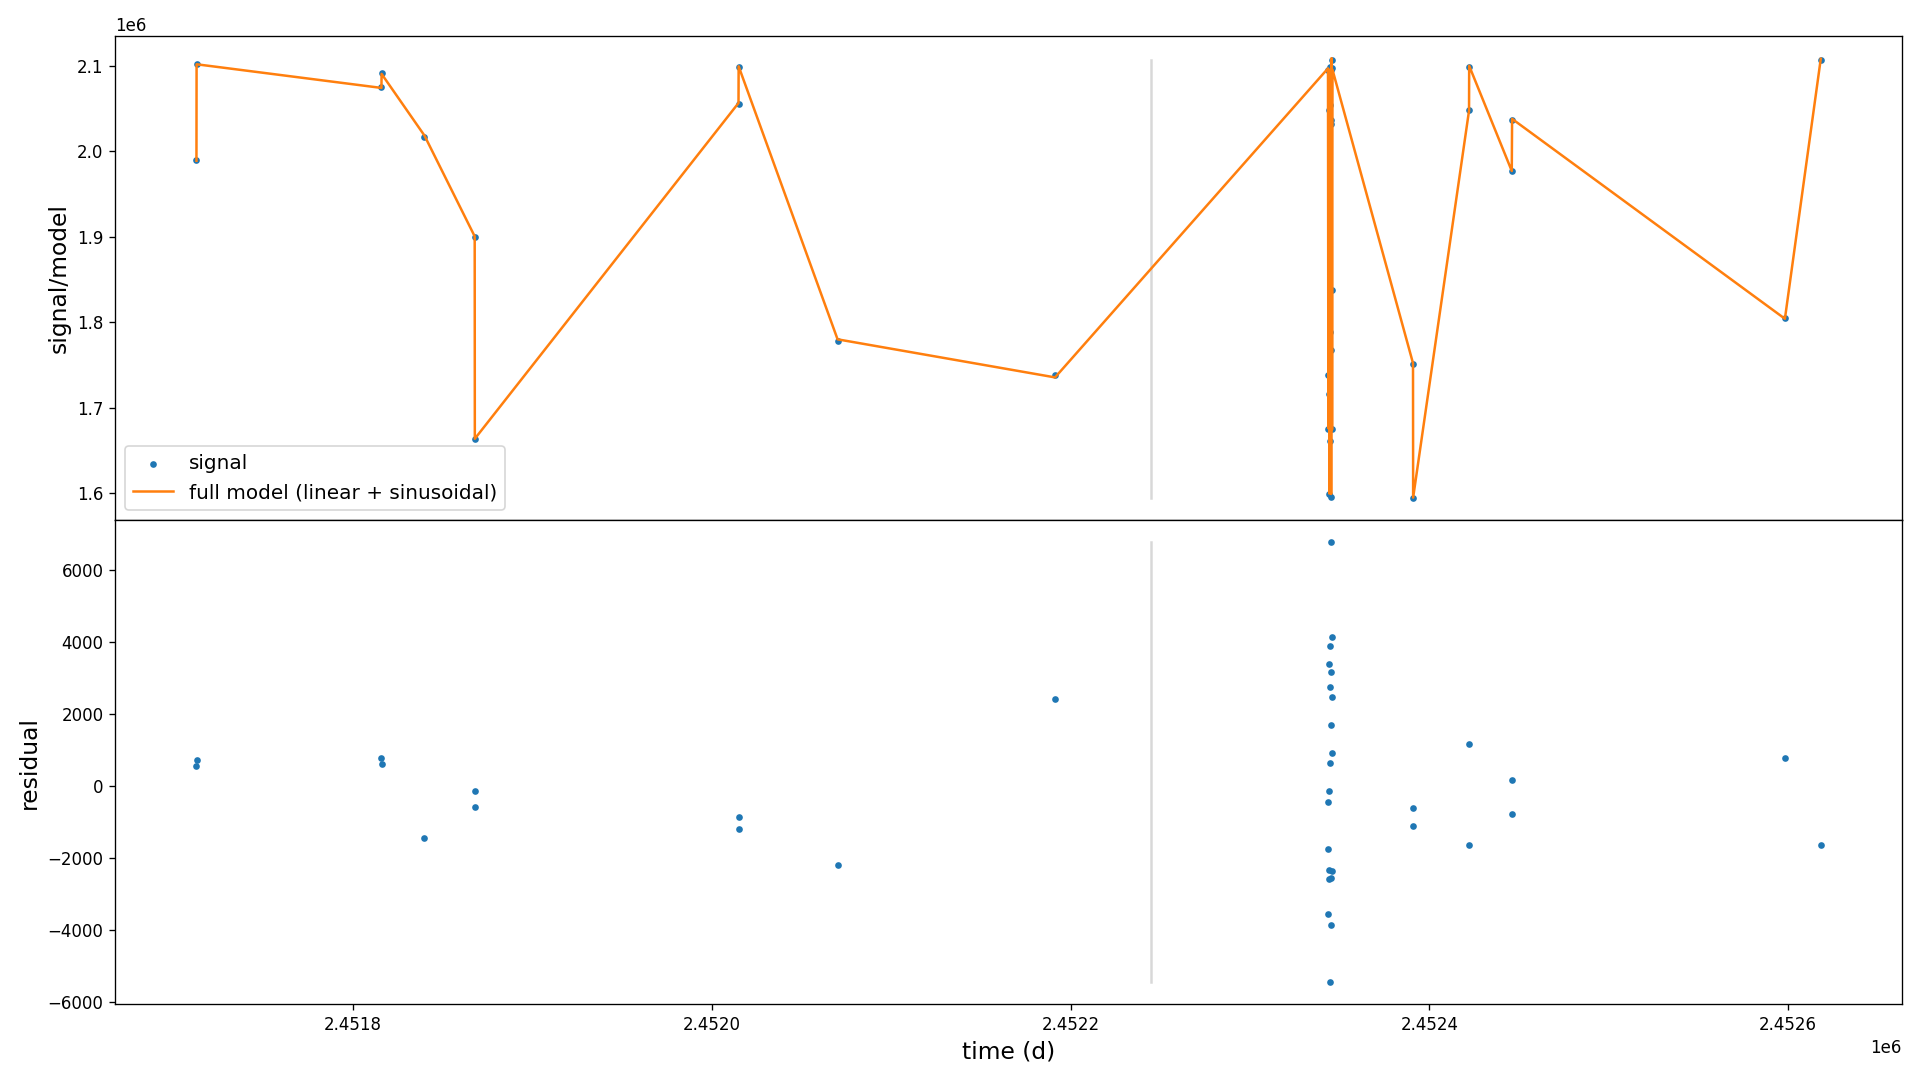 1e6
2.1
2.0
1.9
1.8
1.7
1.6
signal/model
signal
full model (linear + sinusoidal)
6000
4000
2000
0
−2000
−4000
−6000
residual
2.4518
2.4520
2.4522
2.4524
2.4526
time (d)
1e6